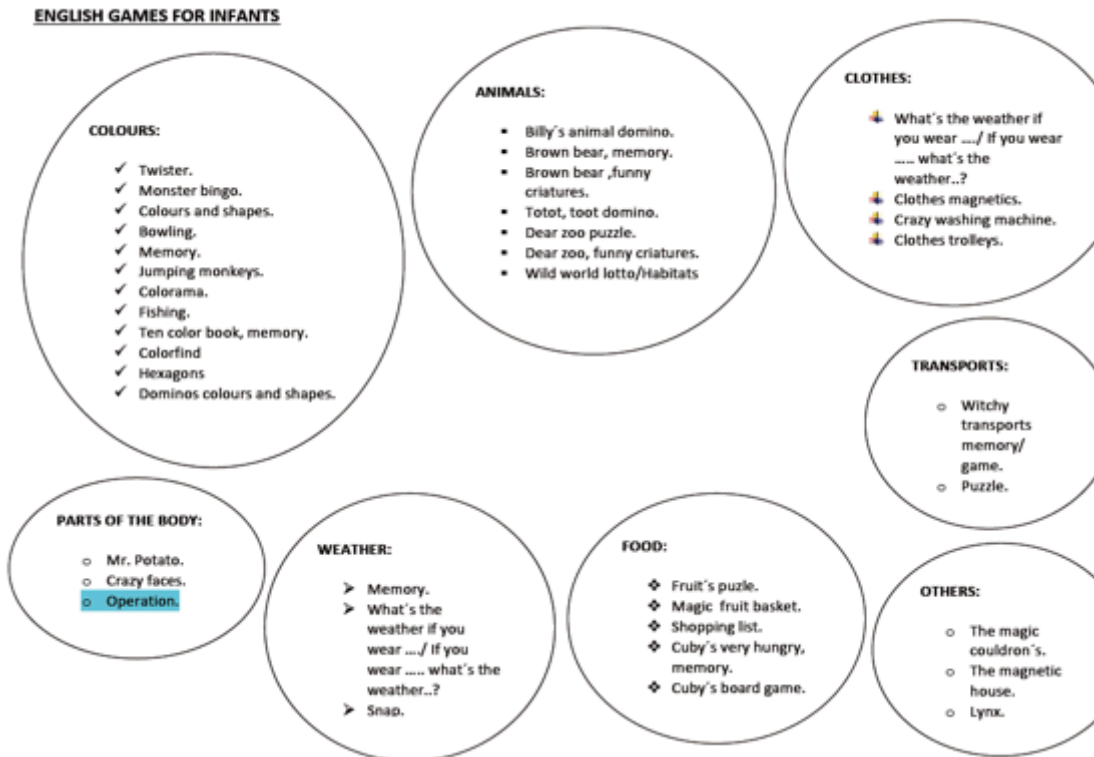 ENGLISH GAMES FOR INFANTS
COLOURS:
✓ Twister.
✓ Monster bingo.
✓ Colours and shapes.
✓ Bowling.
✓ Memory.
✓ Jumping monkeys.
✓ Colorama.
✓ Fishing.
✓ Ten color book, memory.
✓ Colorfind
✓ Hexagons
✓ Dominos colours and shapes.
ANIMALS:
▪ Billy´s animal domino.
▪ Brown bear, memory.
▪ Brown bear ,funny
criatures.
▪ Totot, toot domino.
▪ Dear zoo puzzle.
▪ Dear zoo, funny criatures.
▪ Wild world lotto/Habitats
CLOTHES:
What´s the weather if
you wear …./ If you
wear
….. what´s the
weather..?
Clothes magnetics.
Crazy washing machine.
Clothes trolleys.
TRANSPORTS:
o Witchy
transports
memory/
game.
o Puzzle.
PARTS OF THE BODY:
o Mr. Potato.
o Crazy faces.
o Operation.
WEATHER:
➢ Memory.
➢ What´s the
weather if you
wear …./ If you
wear ….. what´s the
weather..?
➢ Snap.
FOOD:
❖ Fruit´s puzle.
❖ Magic fruit basket.
❖ Shopping list.
❖ Cuby´s very hungry,
memory.
❖ Cuby´s board game.
OTHERS:
o The magic
couldron´s.
o The magnetic
house.
o Lynx.